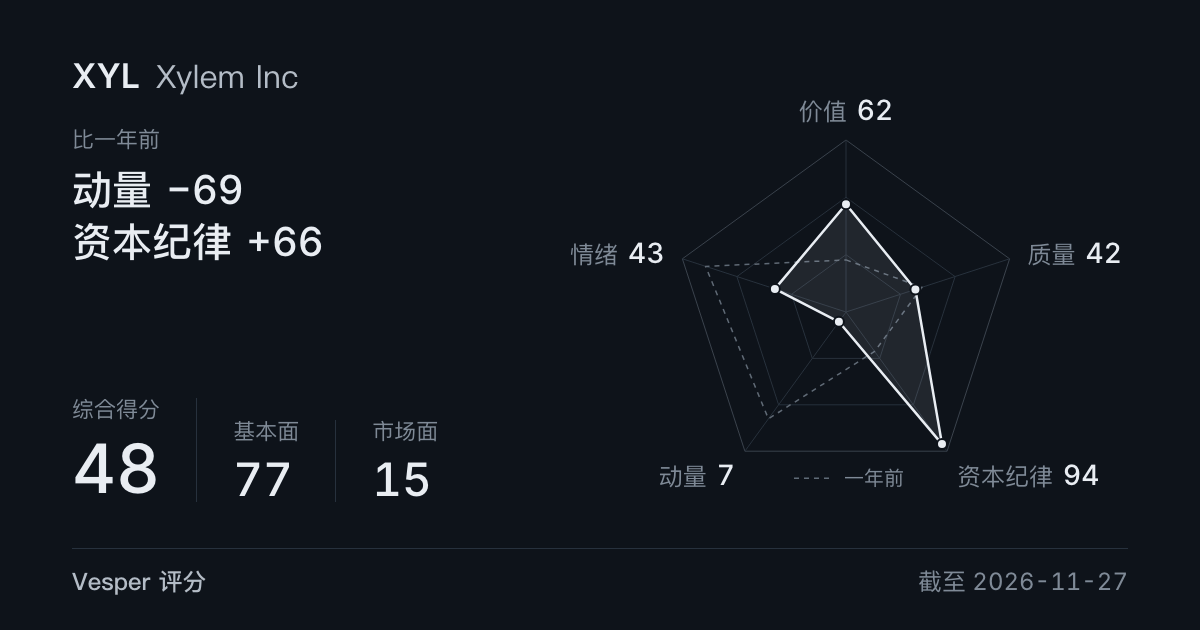 XYL Xylem Inc
比一年前
动量 −69
资本纪律 +66
价值 62
情绪 43
质量 42
动量 7
一年前
资本纪律 94
综合得分
48
基本面
77
市场面
15
Vesper 评分
截至 2026-11-27